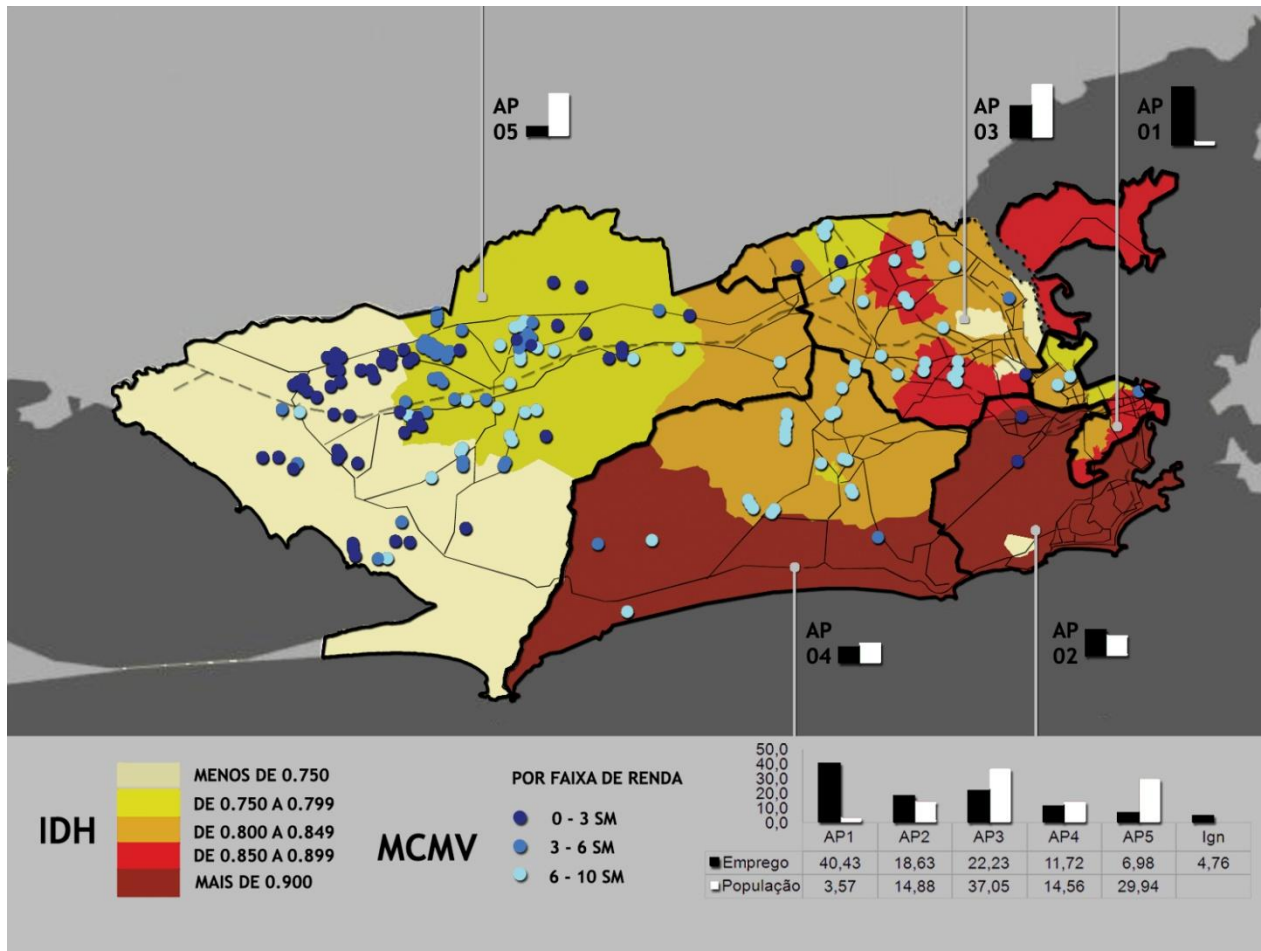 AP
05
AP
03
AP
01
AP
04
AP
02
IDH
MENOS DE 0.750
DE 0.750 A 0.799
DE 0.800 A 0.849
DE 0.850 A 0.899
MAIS DE 0.900
MCMV
POR FAIXA DE RENDA
0 - 3 SM
3 - 6 SM
6 - 10 SM
50,0
40,0
30,0
20,0
10,0
0,0
AP1 AP2 AP3 AP4 AP5 Ign
Emprego 40,43 18,63 22,23 11,72 6,98 4,76
População 3,57 14,88 37,05 14,56 29,94